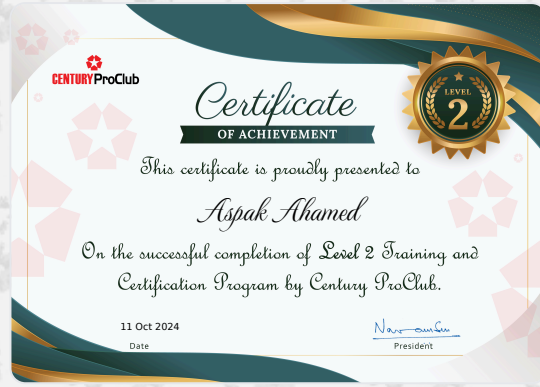 CENTURY ProClub
Certificate
OF ACHIEVEMENT
LEVEL
2
This certificate is proudly presented to
Aspak Ahamed
On the successful completion of Level 2 Training and
Certification Program by Century ProClub.
11 Oct 2024
Date
President